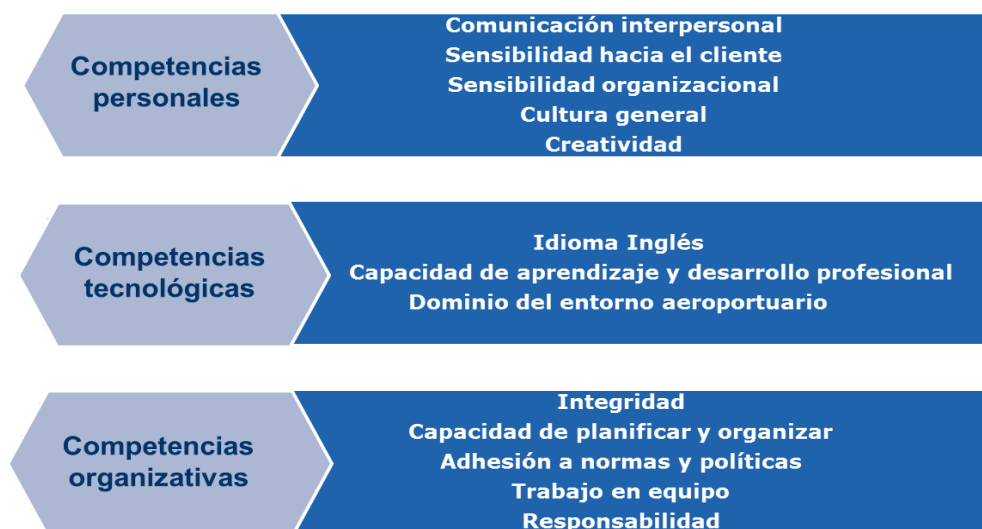 Competencias
personales
Comunicación interpersonal
Sensibilidad hacia el cliente
Sensibilidad organizacional
Cultura general
Creatividad
Competencias
tecnológicas
Idioma Inglés
Capacidad de aprendizaje y desarrollo profesional
Dominio del entorno aeroportuario
Competencias
organizativas
Integridad
Capacidad de planificar y organizar
Adhesión a normas y políticas
Trabajo en equipo
Responsabilidad